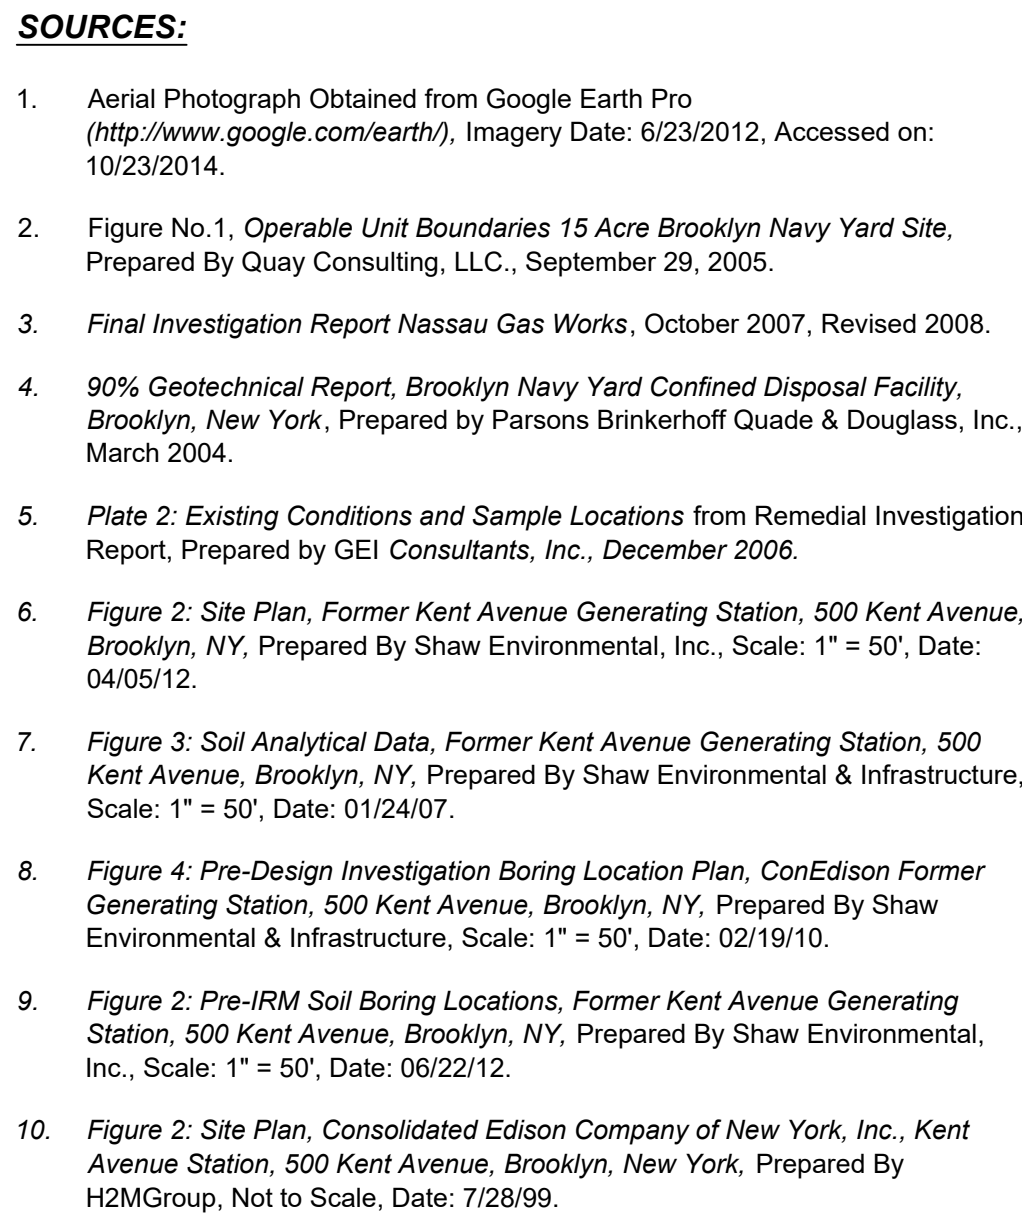 SOURCES:
1. Aerial Photograph Obtained from Google Earth Pro
(http://www.google.com/earth/), Imagery Date: 6/23/2012, Accessed on:
10/23/2014.
2. Figure No.1, Operable Unit Boundaries 15 Acre Brooklyn Navy Yard Site,
Prepared By Quay Consulting, LLC., September 29, 2005.
3. Final Investigation Report Nassau Gas Works, October 2007, Revised 2008.
4. 90% Geotechnical Report, Brooklyn Navy Yard Confined Disposal Facility,
Brooklyn, New York, Prepared by Parsons Brinkerhoff Quade & Douglass, Inc.,
March 2004.
5. Plate 2: Existing Conditions and Sample Locations from Remedial Investigation
Report, Prepared by GEI Consultants, Inc., December 2006.
6. Figure 2: Site Plan, Former Kent Avenue Generating Station, 500 Kent Avenue,
Brooklyn, NY, Prepared By Shaw Environmental, Inc., Scale: 1" = 50', Date:
04/05/12.
7. Figure 3: Soil Analytical Data, Former Kent Avenue Generating Station, 500
Kent Avenue, Brooklyn, NY, Prepared By Shaw Environmental & Infrastructure,
Scale: 1" = 50', Date: 01/24/07.
8. Figure 4: Pre-Design Investigation Boring Location Plan, ConEdison Former
Generating Station, 500 Kent Avenue, Brooklyn, NY, Prepared By Shaw
Environmental & Infrastructure, Scale: 1" = 50', Date: 02/19/10.
9. Figure 2: Pre-IRM Soil Boring Locations, Former Kent Avenue Generating
Station, 500 Kent Avenue, Brooklyn, NY, Prepared By Shaw Environmental,
Inc., Scale: 1" = 50', Date: 06/22/12.
10. Figure 2: Site Plan, Consolidated Edison Company of New York, Inc., Kent
Avenue Station, 500 Kent Avenue, Brooklyn, New York, Prepared By
H2MGroup, Not to Scale, Date: 7/28/99.